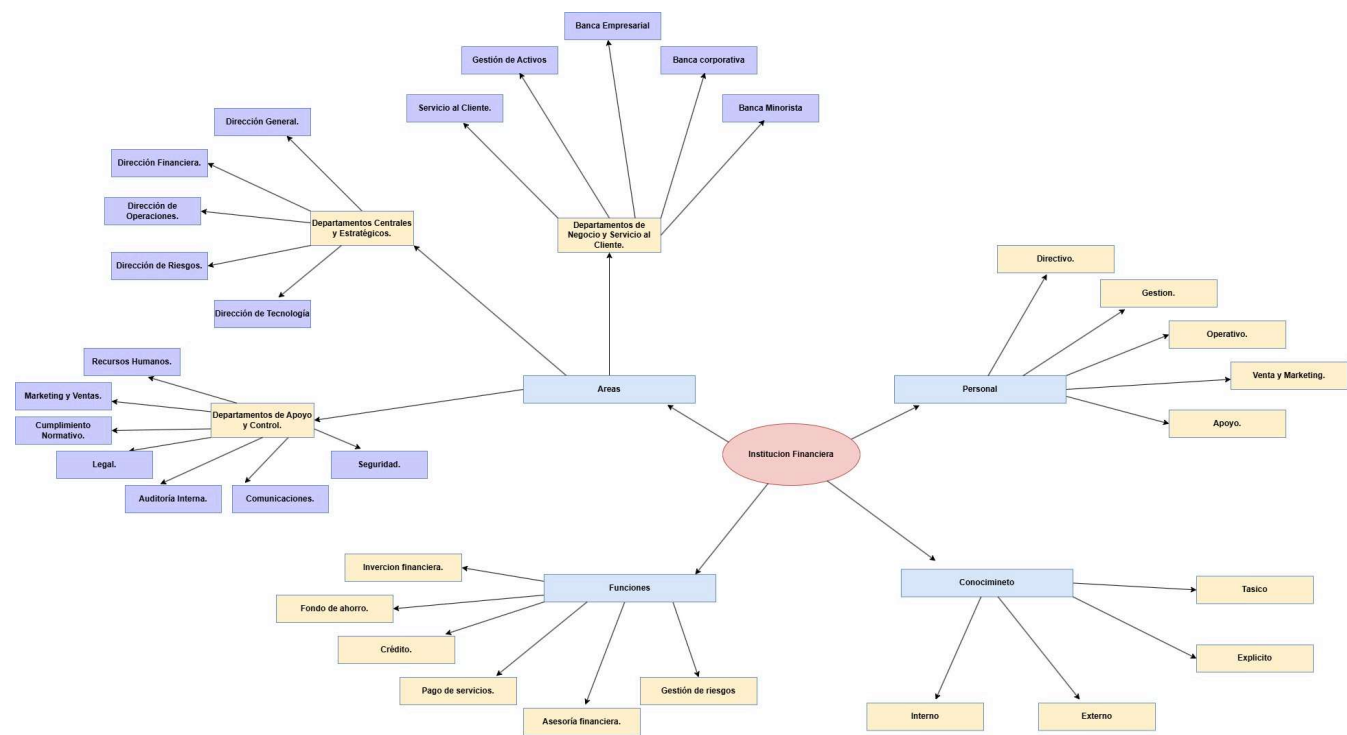 Banca Empresarial
Gestión de Activos
Banca corporativa
Servicio al Cliente.
Banca Minorista
Dirección General.
Dirección Financiera.
Dirección de
Operaciones.
Departamentos Centrales
y Estratégicos.
Dirección de Riesgos.
Dirección de Tecnología
Departamentos de
Negocio y Servicio al
Cliente.
Directivo.
Gestion.
Operativo.
Venta y Marketing.
Apoyo.
Recursos Humanos.
Marketing y Ventas.
Cumplimiento
Normativo.
Legal.
Auditoría Interna.
Comunicaciones.
Seguridad.
Departamentos de Apoyo
y Control.
Areas
Personal
Institucion Financiera
Invercion financiera.
Fondo de ahorro.
Crédito.
Pago de servicios.
Asesoría financiera.
Gestión de riesgos
Funciones
Conocimineto
Tasico
Explicito
Interno
Externo